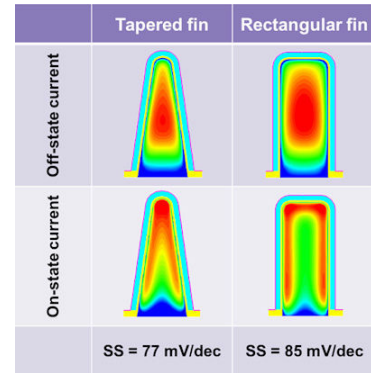 Tapered fin
Rectangular fin
Off-state current
On-state current
SS = 77 mV/dec
SS = 85 mV/dec